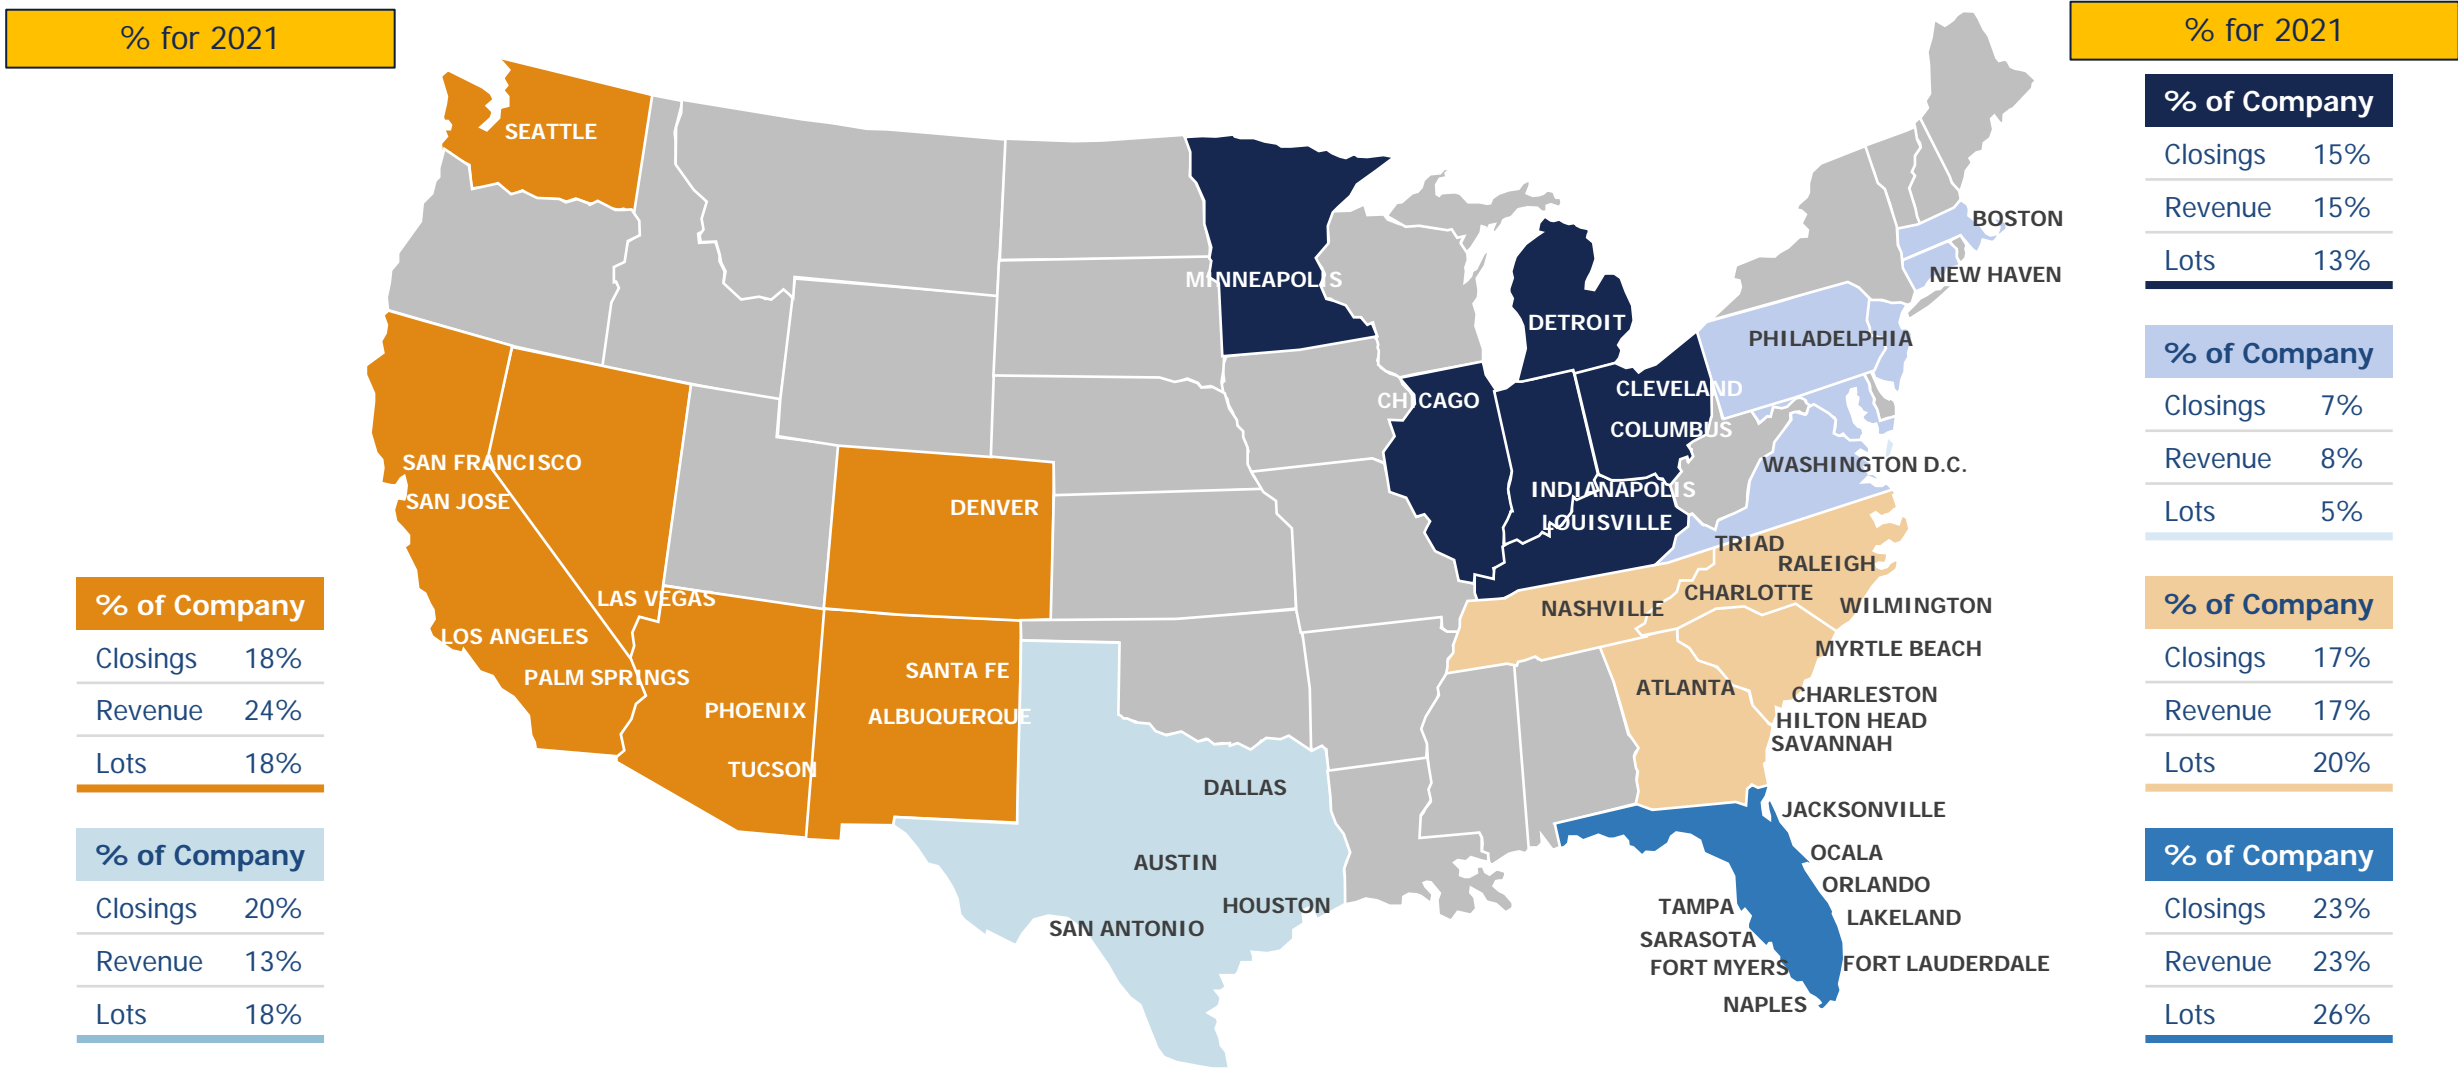 % for 2021
% for 2021
% of Company
Closings 15%
Revenue 15%
Lots 13%
% of Company
Closings 7%
Revenue 8%
Lots 5%
% of Company
Closings 17%
Revenue 17%
Lots 20%
% of Company
Closings 23%
Revenue 23%
Lots 26%
% of Company
Closings 18%
Revenue 24%
Lots 18%
% of Company
Closings 20%
Revenue 13%
Lots 18%
SEATTLE
SAN FRANCISCO
SAN JOSE
LAS VEGAS
LOS ANGELES
PALM SPRINGS
PHOENIX
TUCSON
DENVER
SANTA FE
ALBUQUERQUE
DALLAS
AUSTIN
HOUSTON
SAN ANTONIO
MINNEAPOLIS
DETROIT
CHICAGO
CLEVELAND
COLUMBUS
INDIANAPOLIS
LOUISVILLE
BOSTON
NEW HAVEN
PHILADELPHIA
WASHINGTON D.C.
TRIAD
RALEIGH
CHARLOTTE
NASHVILLE
WILMINGTON
MYRTLE BEACH
ATLANTA
CHARLESTON
HILTON HEAD
SAVANNAH
JACKSONVILLE
OCALA
ORLANDO
TAMPA
LAKELAND
SARASOTA
FORT MYERS
FORT LAUDERDALE
NAPLES